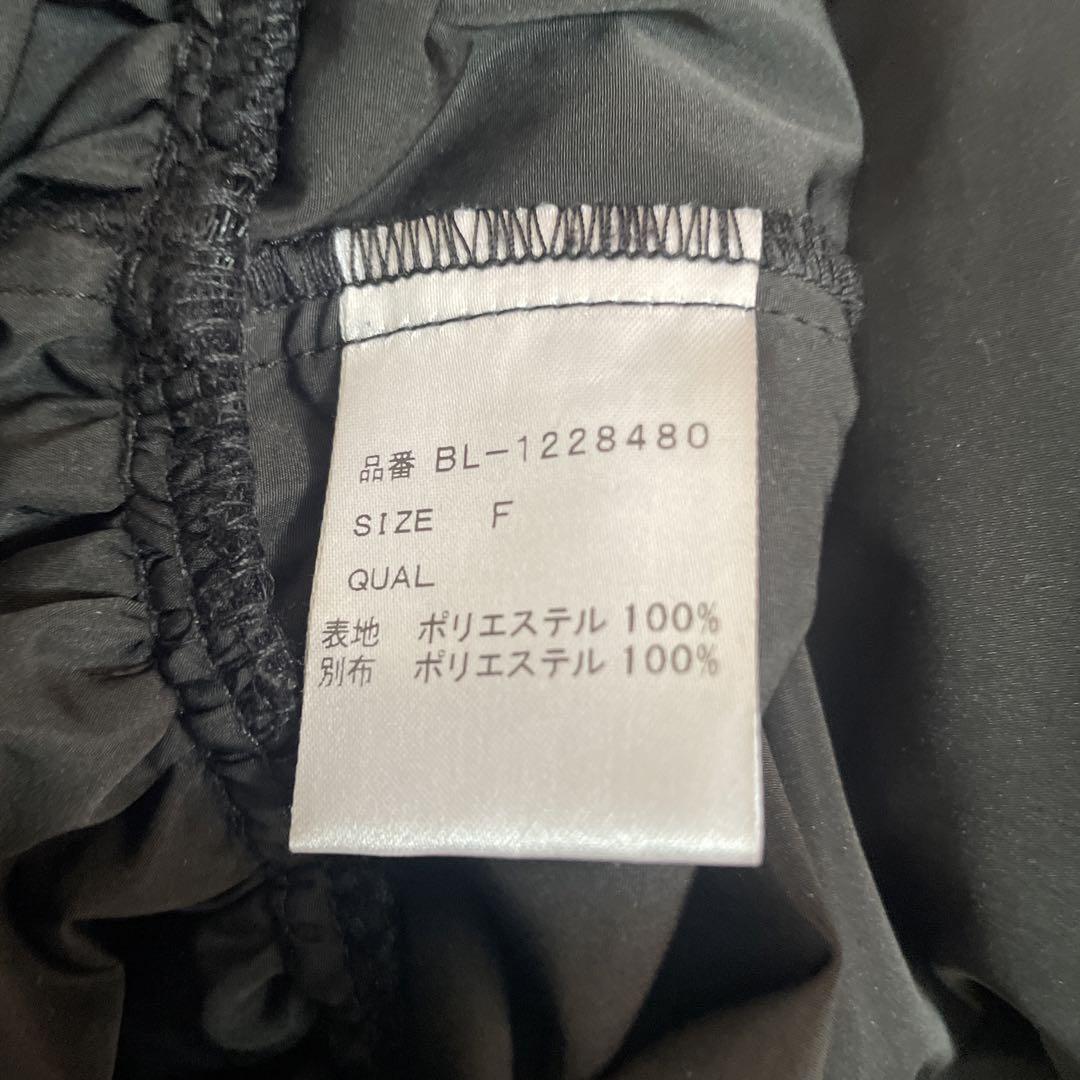 品番 BL-1228480
SIZE F
QUAL
表地 ポリエステル 100%
別布 ポリエステル 100%